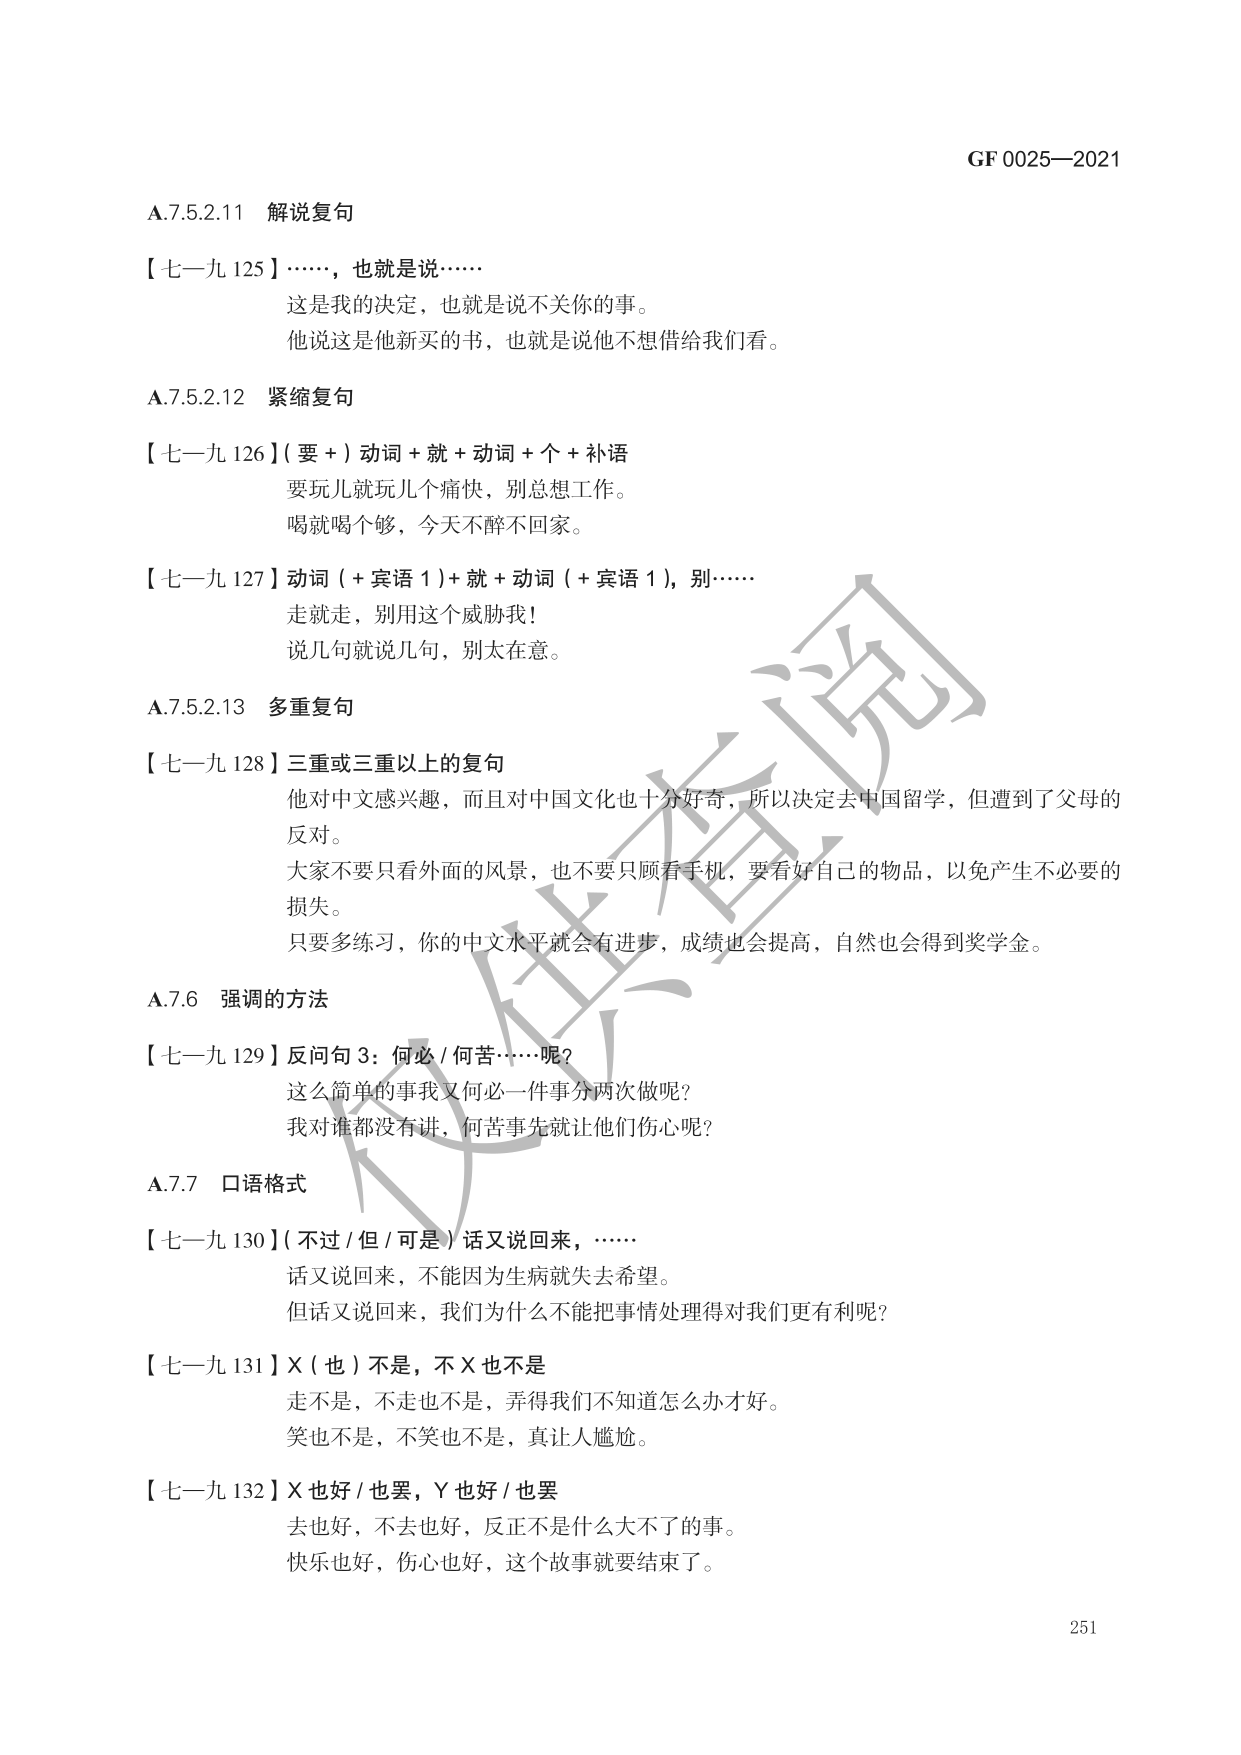 GF 0025—2021
A.7.5.2.11 解说复句
【七—九 125】……，也就是说……
这是我的决定，也就是说不关你的事。
他说这是他新买的书，也就是说他不想借给我们看。
A.7.5.2.12 紧缩复句
【七—九 126】（要 + ）动词 + 就 + 动词 + 个 + 补语
要玩儿就玩儿个痛快，别总想工作。
喝就喝个够，今天不醉不回家。
【七—九 127】动词（ + 宾语 1 ）+ 就 + 动词（ + 宾语 1 ），别……
走就走，别用这个威胁我！
说几句就说几句，别太在意。
A.7.5.2.13 多重复句
【七—九 128】三重或三重以上的复句
他对中文感兴趣，而且对中国文化也十分好奇，所以决定去中国留学，但遭到了父母的
反对。
大家不要只看外面的风景，也不要只顾看手机，要看好自己的物品，以免产生不必要的
损失。
只要多练习，你的中文水平就会有进步，成绩也会提高，自然也会得到奖学金。
A.7.6 强调的方法
【七—九 129】反问句 3：何必 / 何苦……呢？
这么简单的事我又何必一件事分两次做呢？
我对谁都没有讲，何苦事先就让他们伤心呢？
A.7.7 口语格式
【七—九 130】（不过 / 但 / 可是）话又说回来，……
话又说回来，不能因为生病就失去希望。
但话又说回来，我们为什么不能把事情处理得对我们更有利呢？
【七—九 131】X（也）不是，不 X 也不是
走不是，不走也不是，弄得我们不知道怎么办才好。
笑也不是，不笑也不是，真让人尴尬。
【七—九 132】X 也好 / 也罢，Y 也好 / 也罢
去也好，不去也好，反正不是什么大不了的事。
快乐也好，伤心也好，这个故事就要结束了。
251
仅供查阅